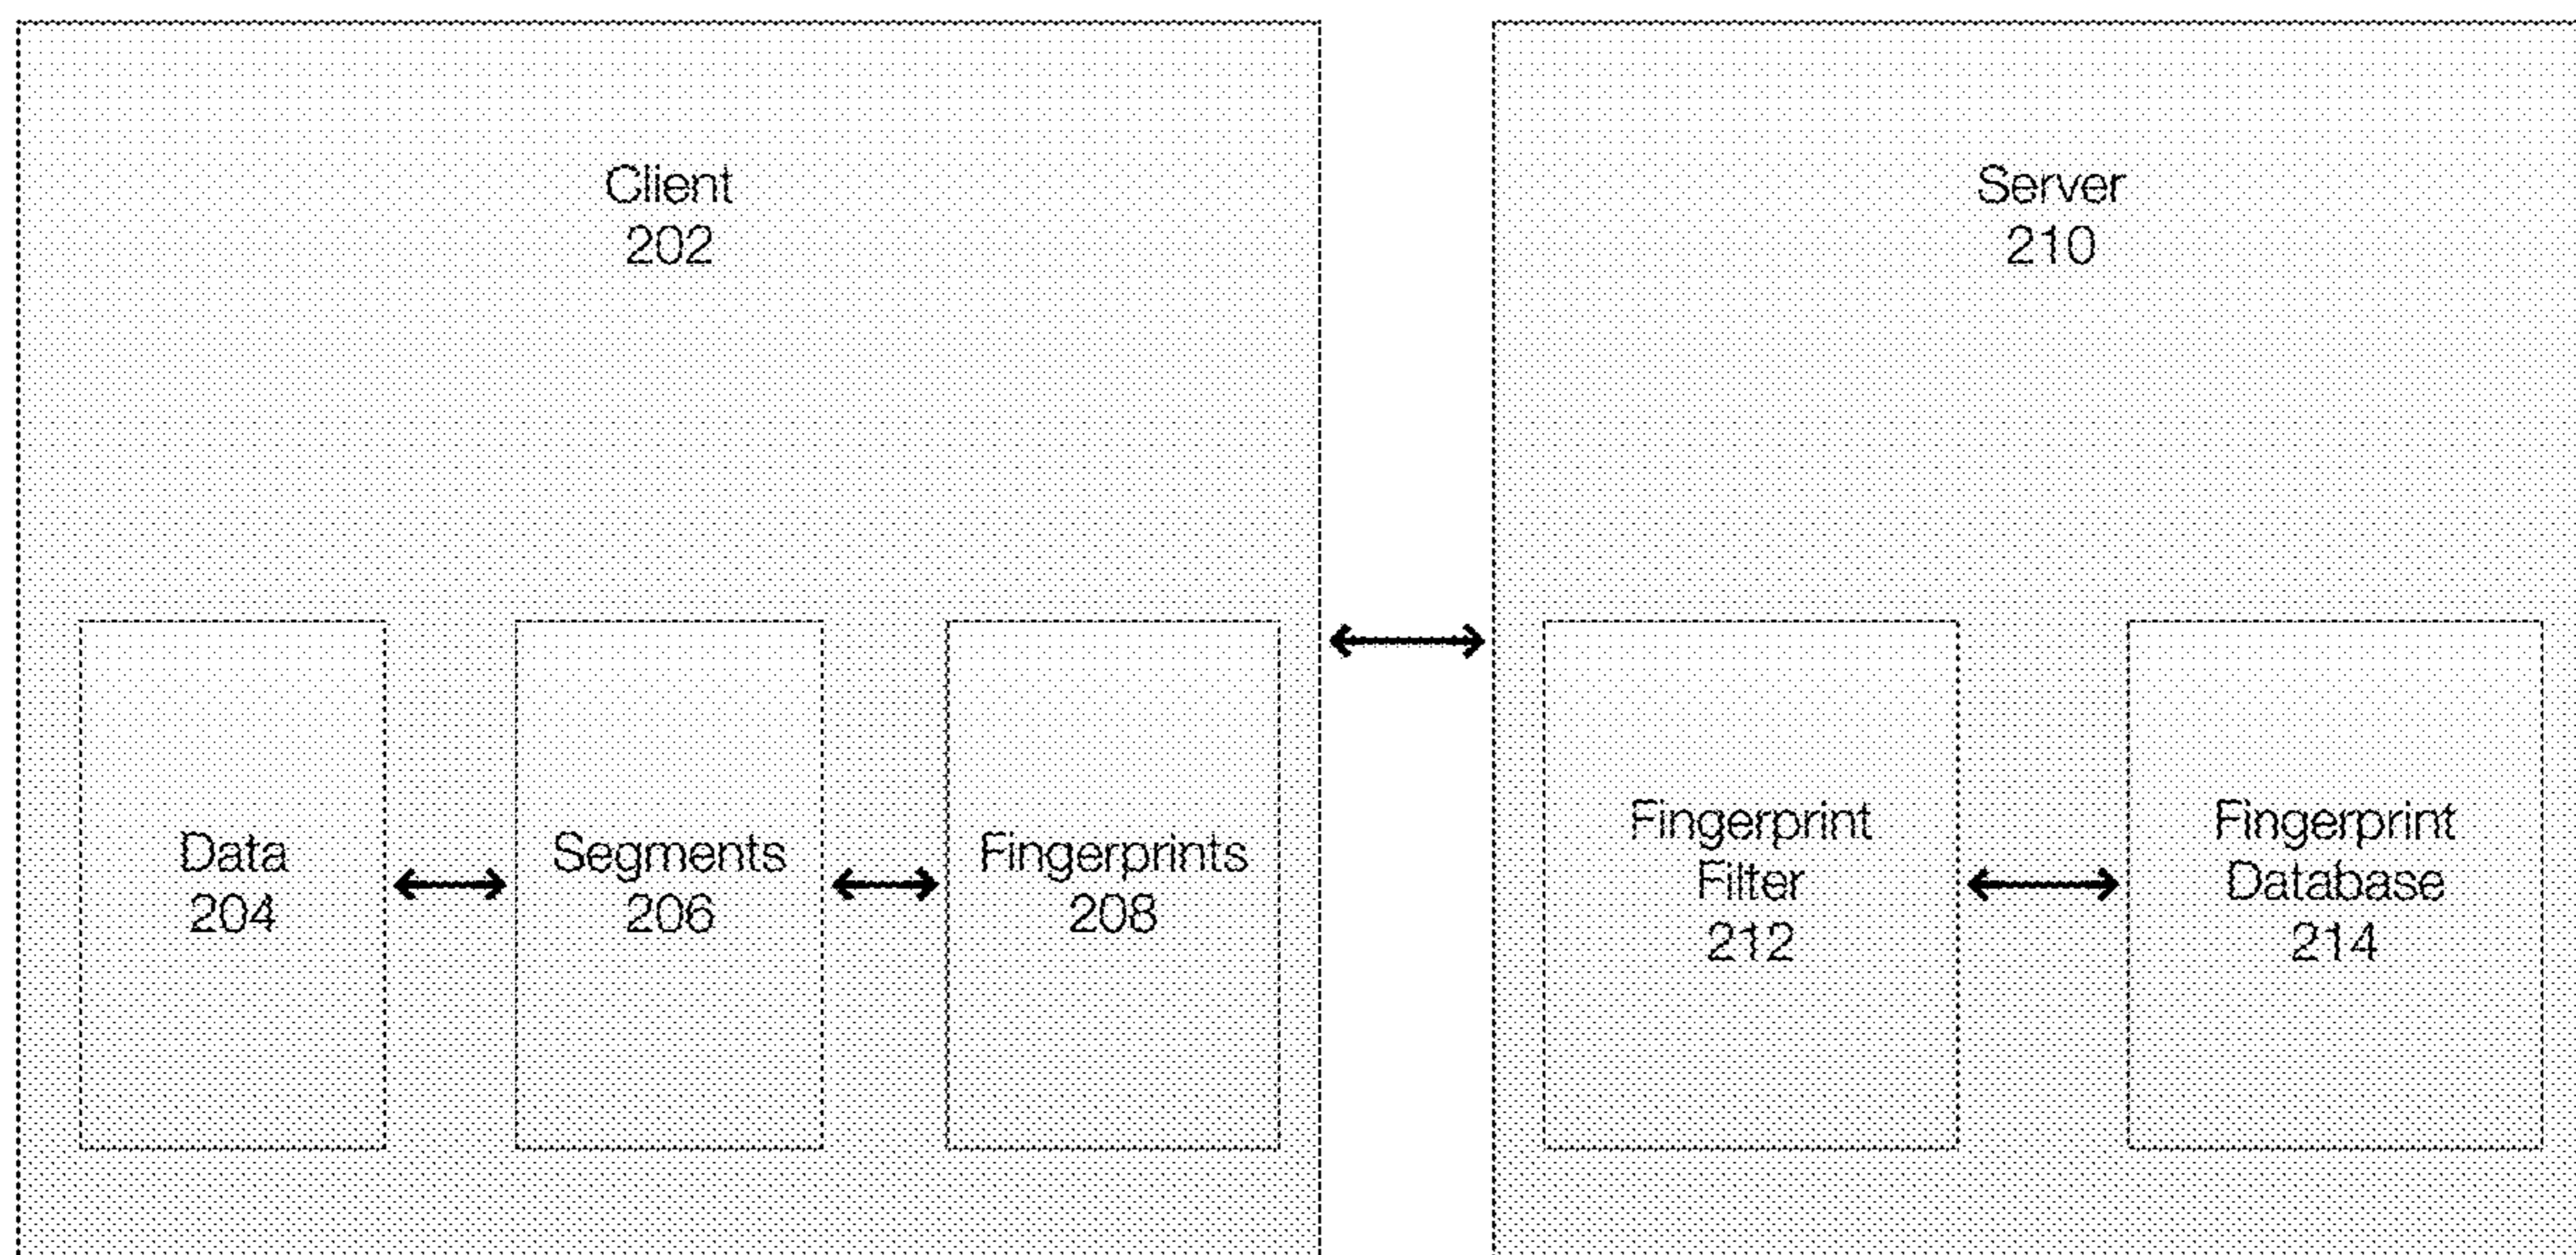 Client
202
Server
210
Data
204
Segments
206
Fingerprints
208
Fingerprint
Filter
212
Fingerprint
Database
214